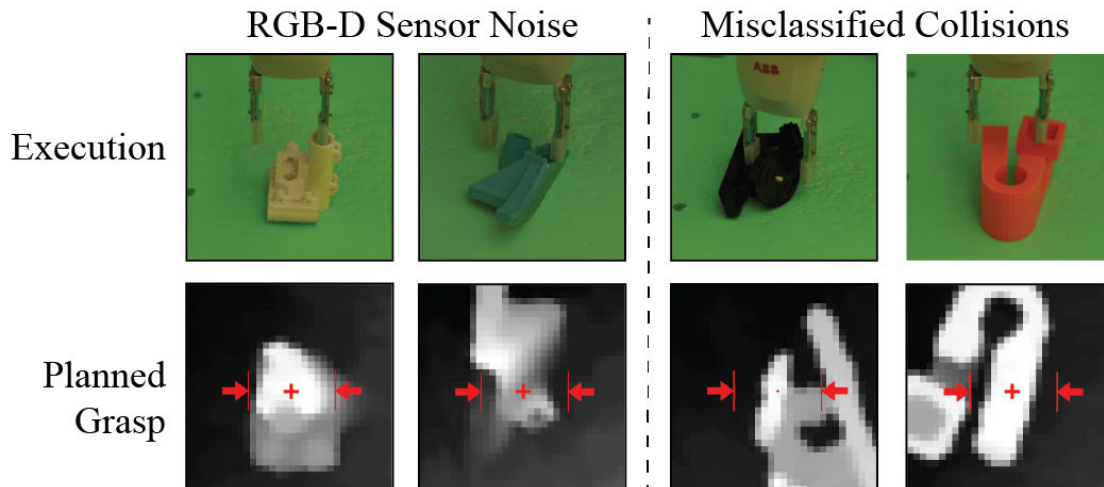 RGB-D Sensor Noise
Misclassified Collisions
Execution
ABB
Planned
Grasp